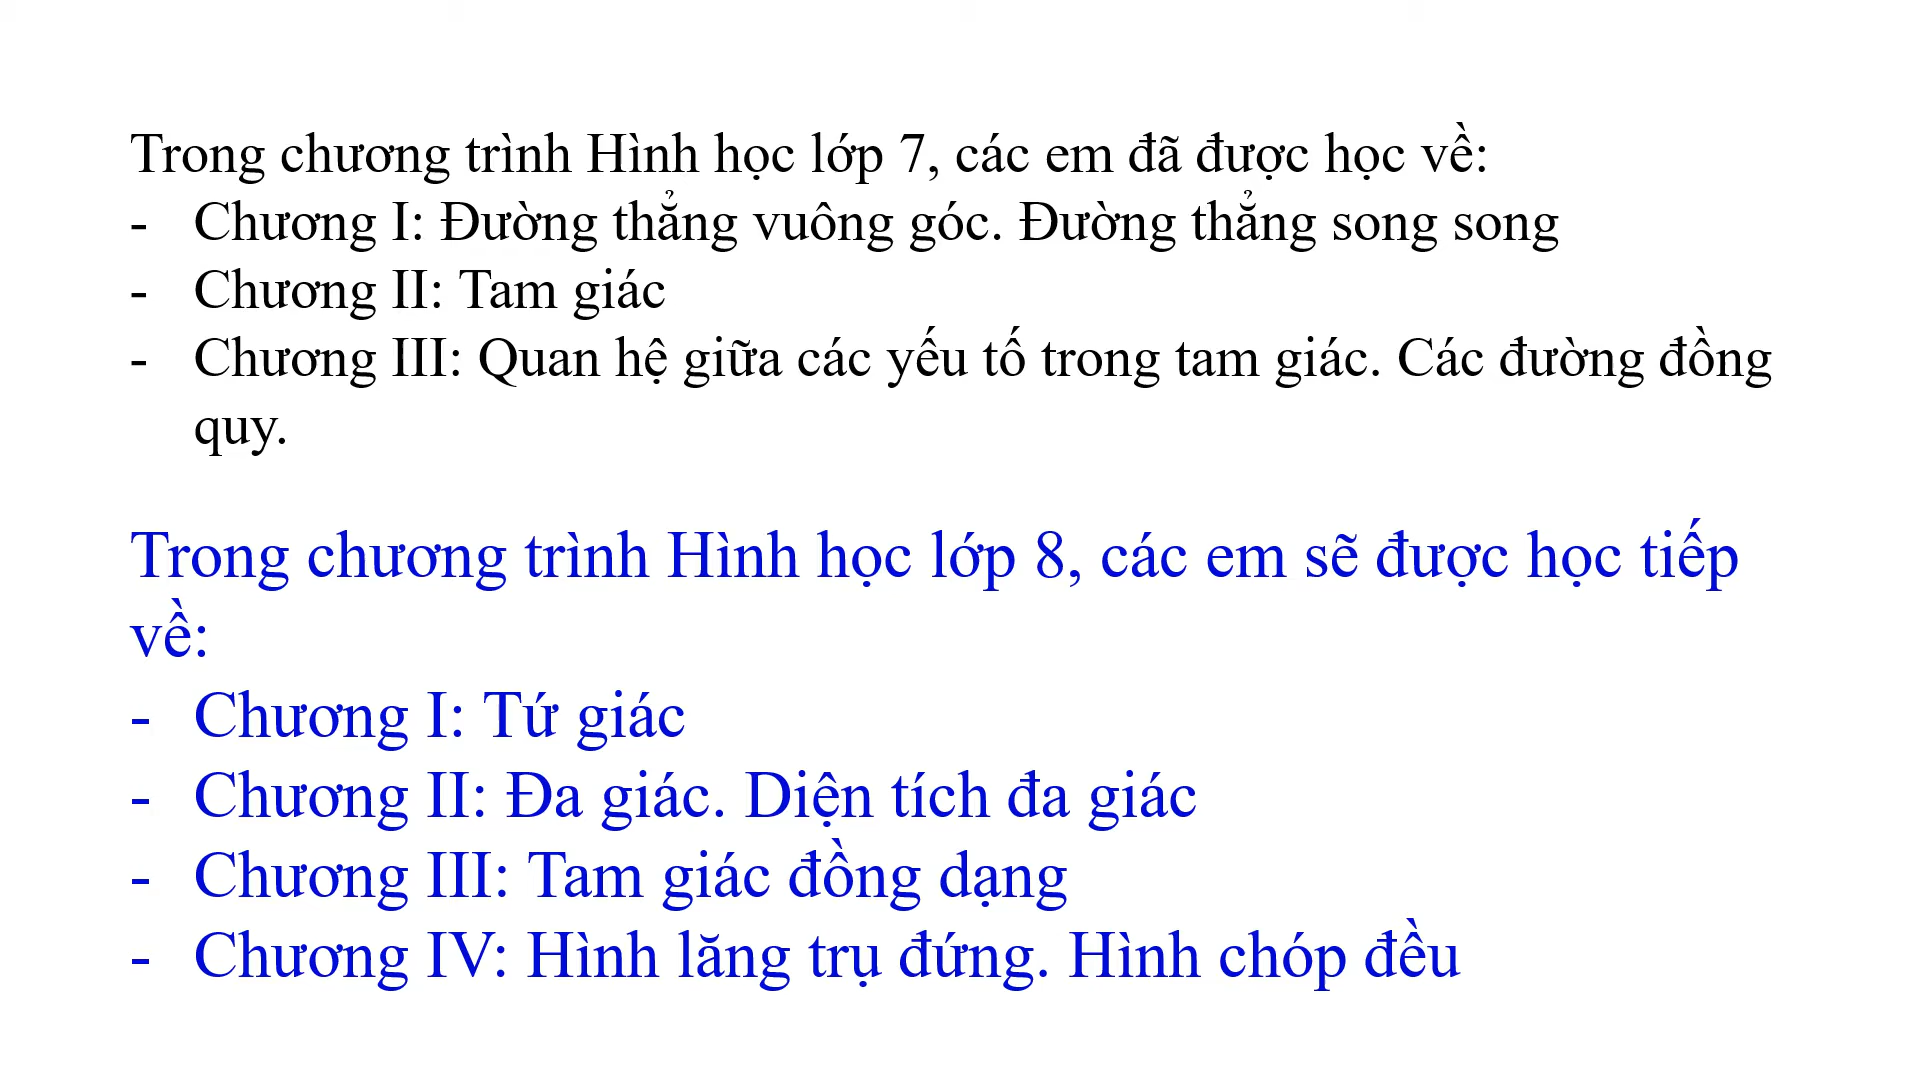 Trong chương trình Hình học lớp 7, các em đã được học về:
- Chương I: Đường thẳng vuông góc. Đường thẳng song song
- Chương II: Tam giác
- Chương III: Quan hệ giữa các yếu tố trong tam giác. Các đường đồng
quy.
Trong chương trình Hình học lớp 8, các em sẽ được học tiếp
về:
- Chương I: Tứ giác
- Chương II: Đa giác. Diện tích đa giác
- Chương III: Tam giác đồng dạng
- Chương IV: Hình lăng trụ đứng. Hình chóp đều